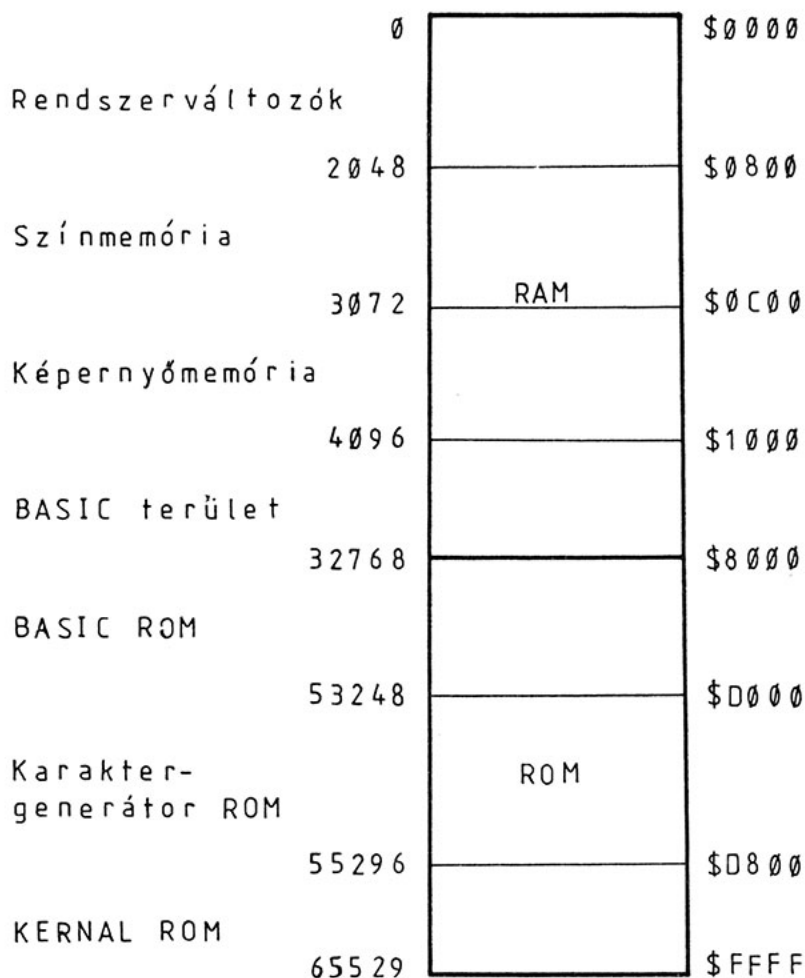 0 $0000
Rendszerváltozók
2048 $0800
Színmemória
RAM
3072 $0C00
Képernyőmemória
4096 $1000
BASIC terület
32768 $8000
BASIC ROM
53248 $D000
Karakter-
ROM
generátor ROM
55296 $D800
KERNAL ROM
65529 $FFFF